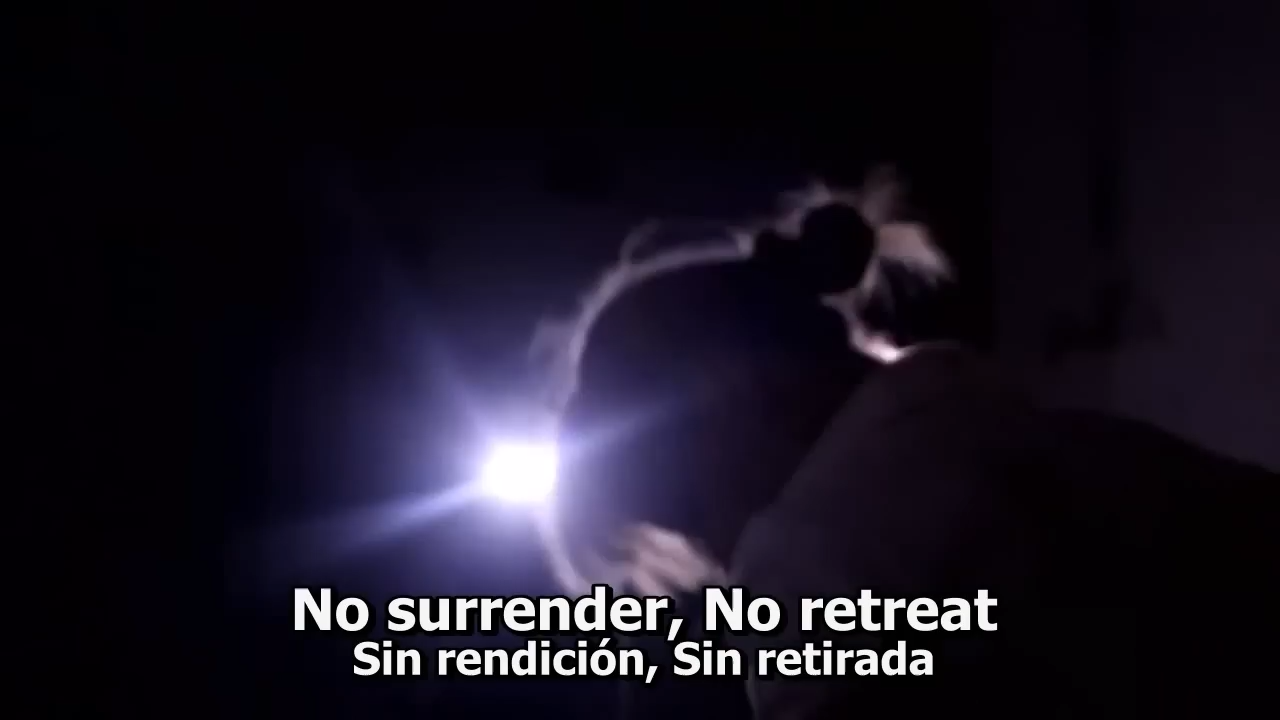 No surrender, No retreat
Sin rendición, Sin retirada